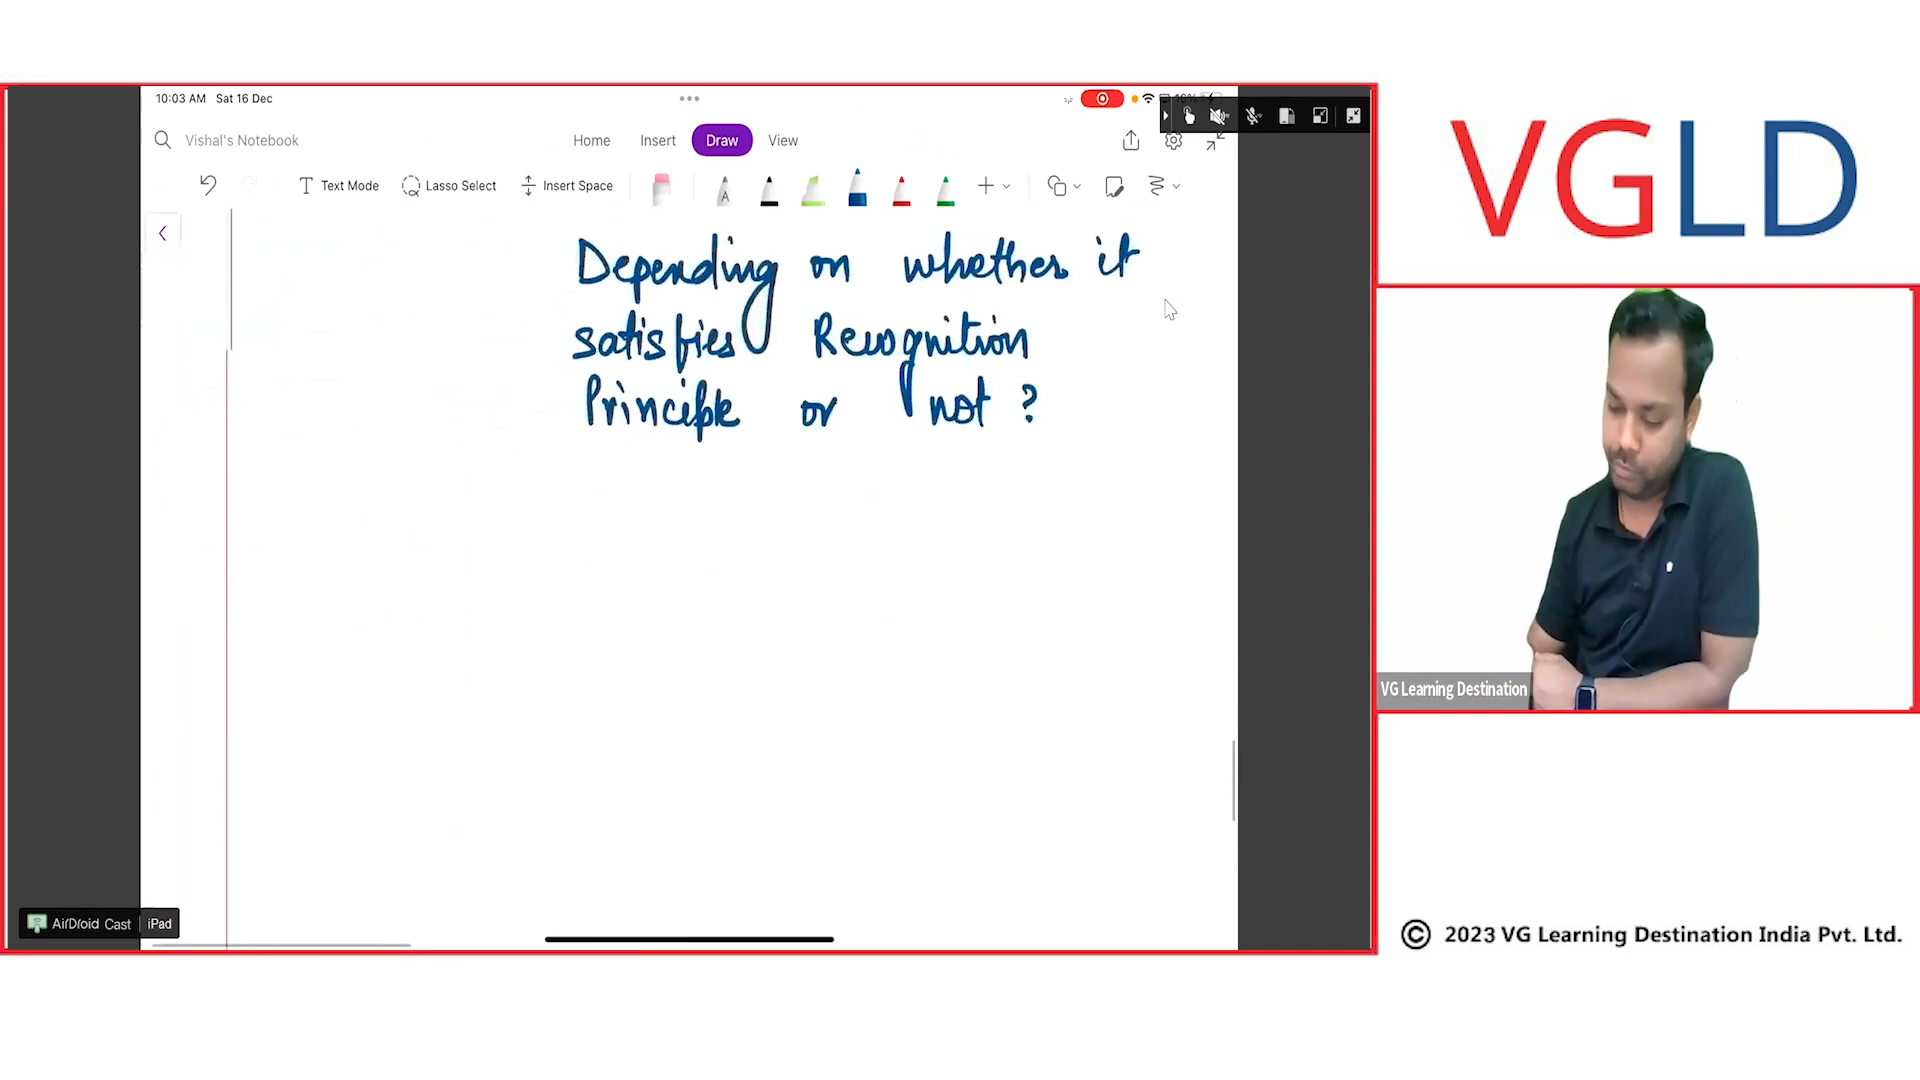 10:03 AM Sat 16 Dec
16%
Vishal's Notebook
Home Insert Draw View
Text Mode Lasso Select Insert Space
A
Depending on whether it
satisfies Recognition
Principle or not ?
AirDroid Cast iPad
VGLD
VG Learning Destination
© 2023 VG Learning Destination India Pvt. Ltd.